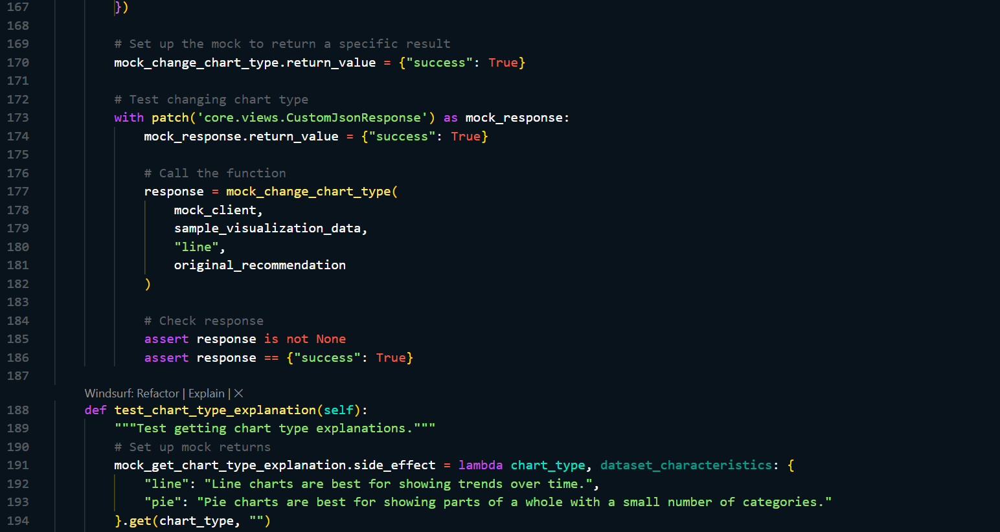 167 })
168
169 # Set up the mock to return a specific result
170 mock_change_chart_type.return_value = {"success": True}
171
172 # Test changing chart type
173 with patch('core.views.CustomJsonResponse') as mock_response:
174 mock_response.return_value = {"success": True}
175
176 # Call the function
177 response = mock_change_chart_type(
178 mock_client,
179 sample_visualization_data,
180 "line",
181 original_recommendation
182 )
183
184 # Check response
185 assert response is not None
186 assert response == {"success": True}
187
Windsurf: Refactor | Explain | ×
188 def test_chart_type_explanation(self):
189 """Test getting chart type explanations."""
190 # Set up mock returns
191 mock_get_chart_type_explanation.side_effect = lambda chart_type, dataset_characteristics: {
192 "line": "Line charts are best for showing trends over time.",
193 "pie": "Pie charts are best for showing parts of a whole with a small number of categories."
194 }.get(chart_type, "")